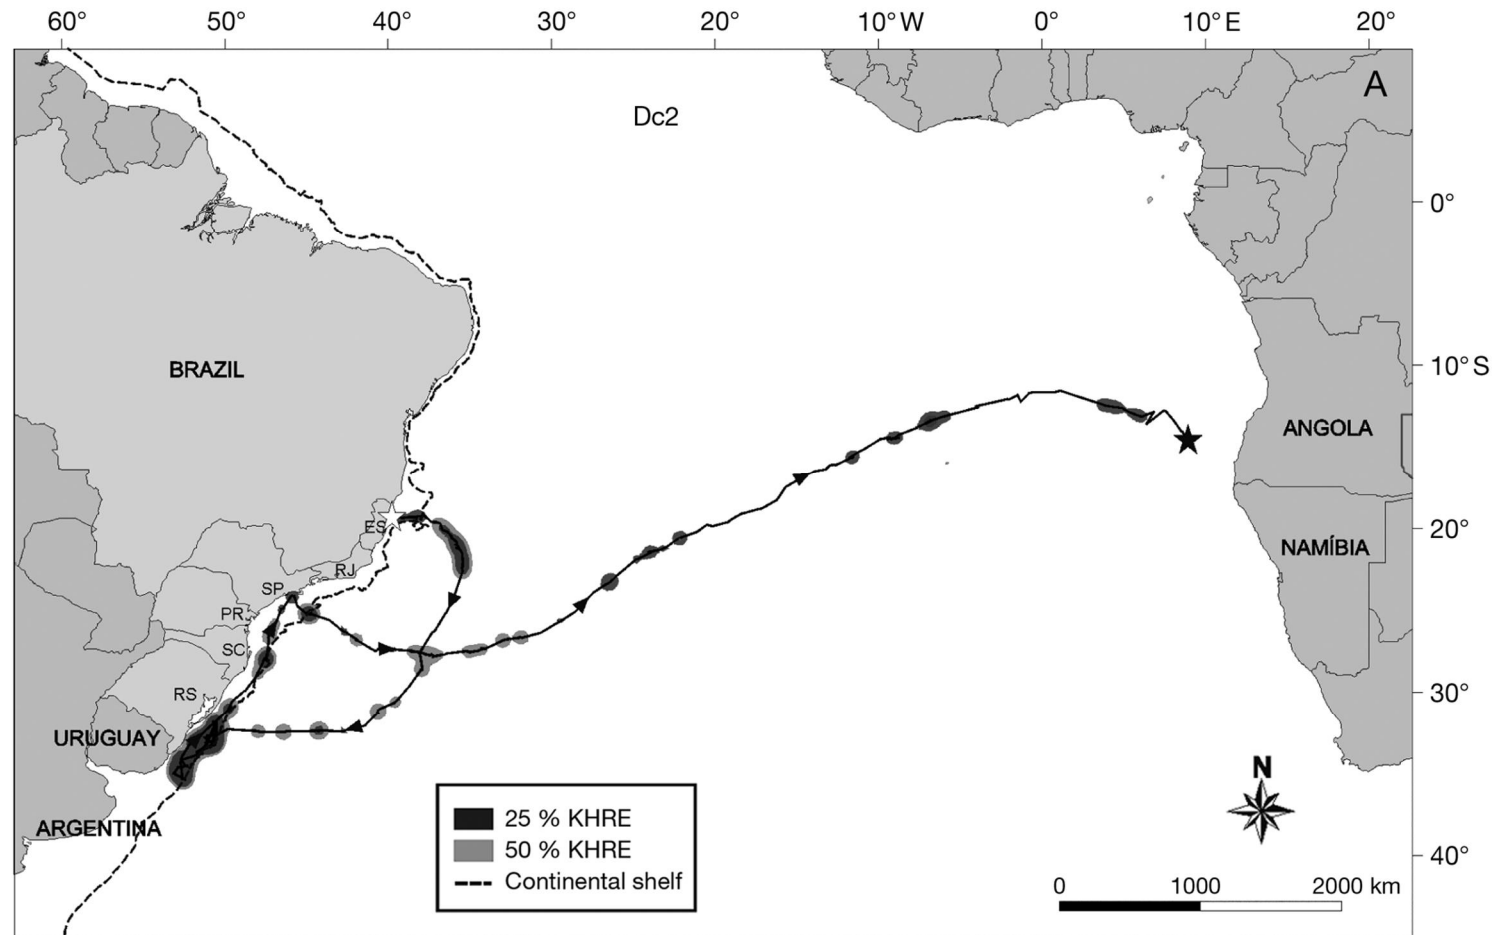 60° 50° 40° 30° 20° 10°W 0° 10°E 20°
A
Dc2
0°
10°S
BRAZIL
ANGOLA
ES
20°
NAMÍBIA
RJ
SP
PR
SC
RS
30°
URUGUAY
N
ARGENTINA
25 % KHRE
50 % KHRE
Continental shelf
40°
0 1000 2000 km